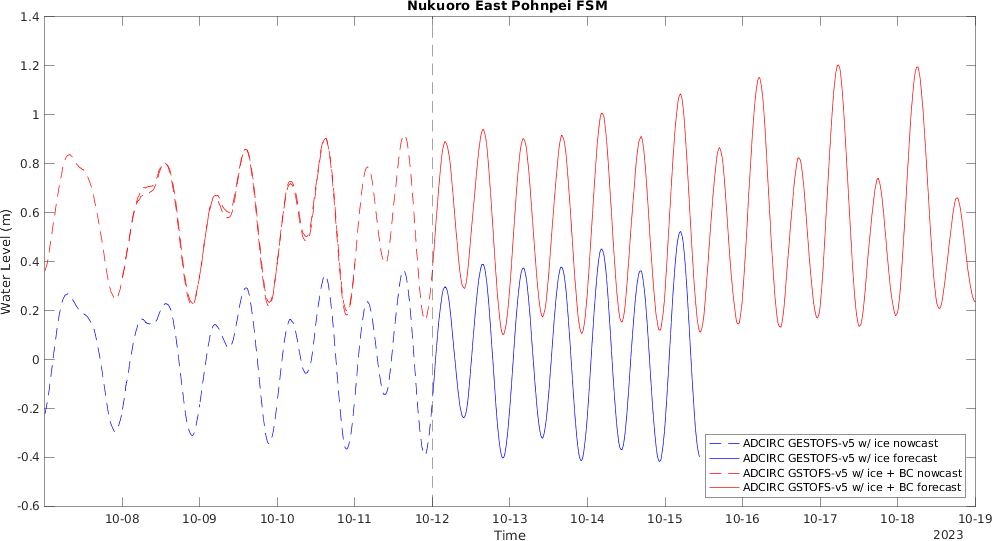 Nukuoro East Pohnpei FSM
1.4
1.2
1
0.8
0.6
0.4
0.2
0
-0.2
-0.4
-0.6
Water Level (m)
ADCIRC GESTOFS-v5 w/ ice nowcast
ADCIRC GESTOFS-v5 w/ ice forecast
ADCIRC GSTOFS-v5 w/ ice + BC nowcast
ADCIRC GSTOFS-v5 w/ ice + BC forecast
10-08 10-09 10-10 10-11 10-12 10-13 10-14 10-15 10-16 10-17 10-18 10-19
Time
2023